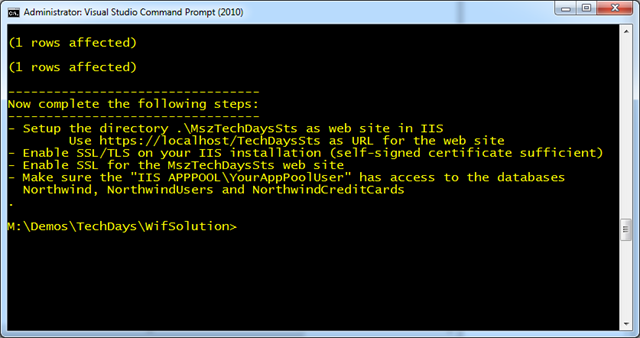 Administrator: Visual Studio Command Prompt (2010)
(1 rows affected)
(1 rows affected)
---------------------------------
Now complete the following steps:
---------------------------------
- Setup the directory .\MszTechDaysSts as web site in IIS
Use https://localhost/TechDaysSts as URL for the web site
- Enable SSL/TLS on your IIS installation (self-signed certificate sufficient)
- Enable SSL for the MszTechDaysSts web site
- Make sure the "IIS APPPOOL\YourAppPoolUser" has access to the databases
Northwind, NorthwindUsers and NorthwindCreditCards
.
M:\Demos\TechDays\WifSolution>